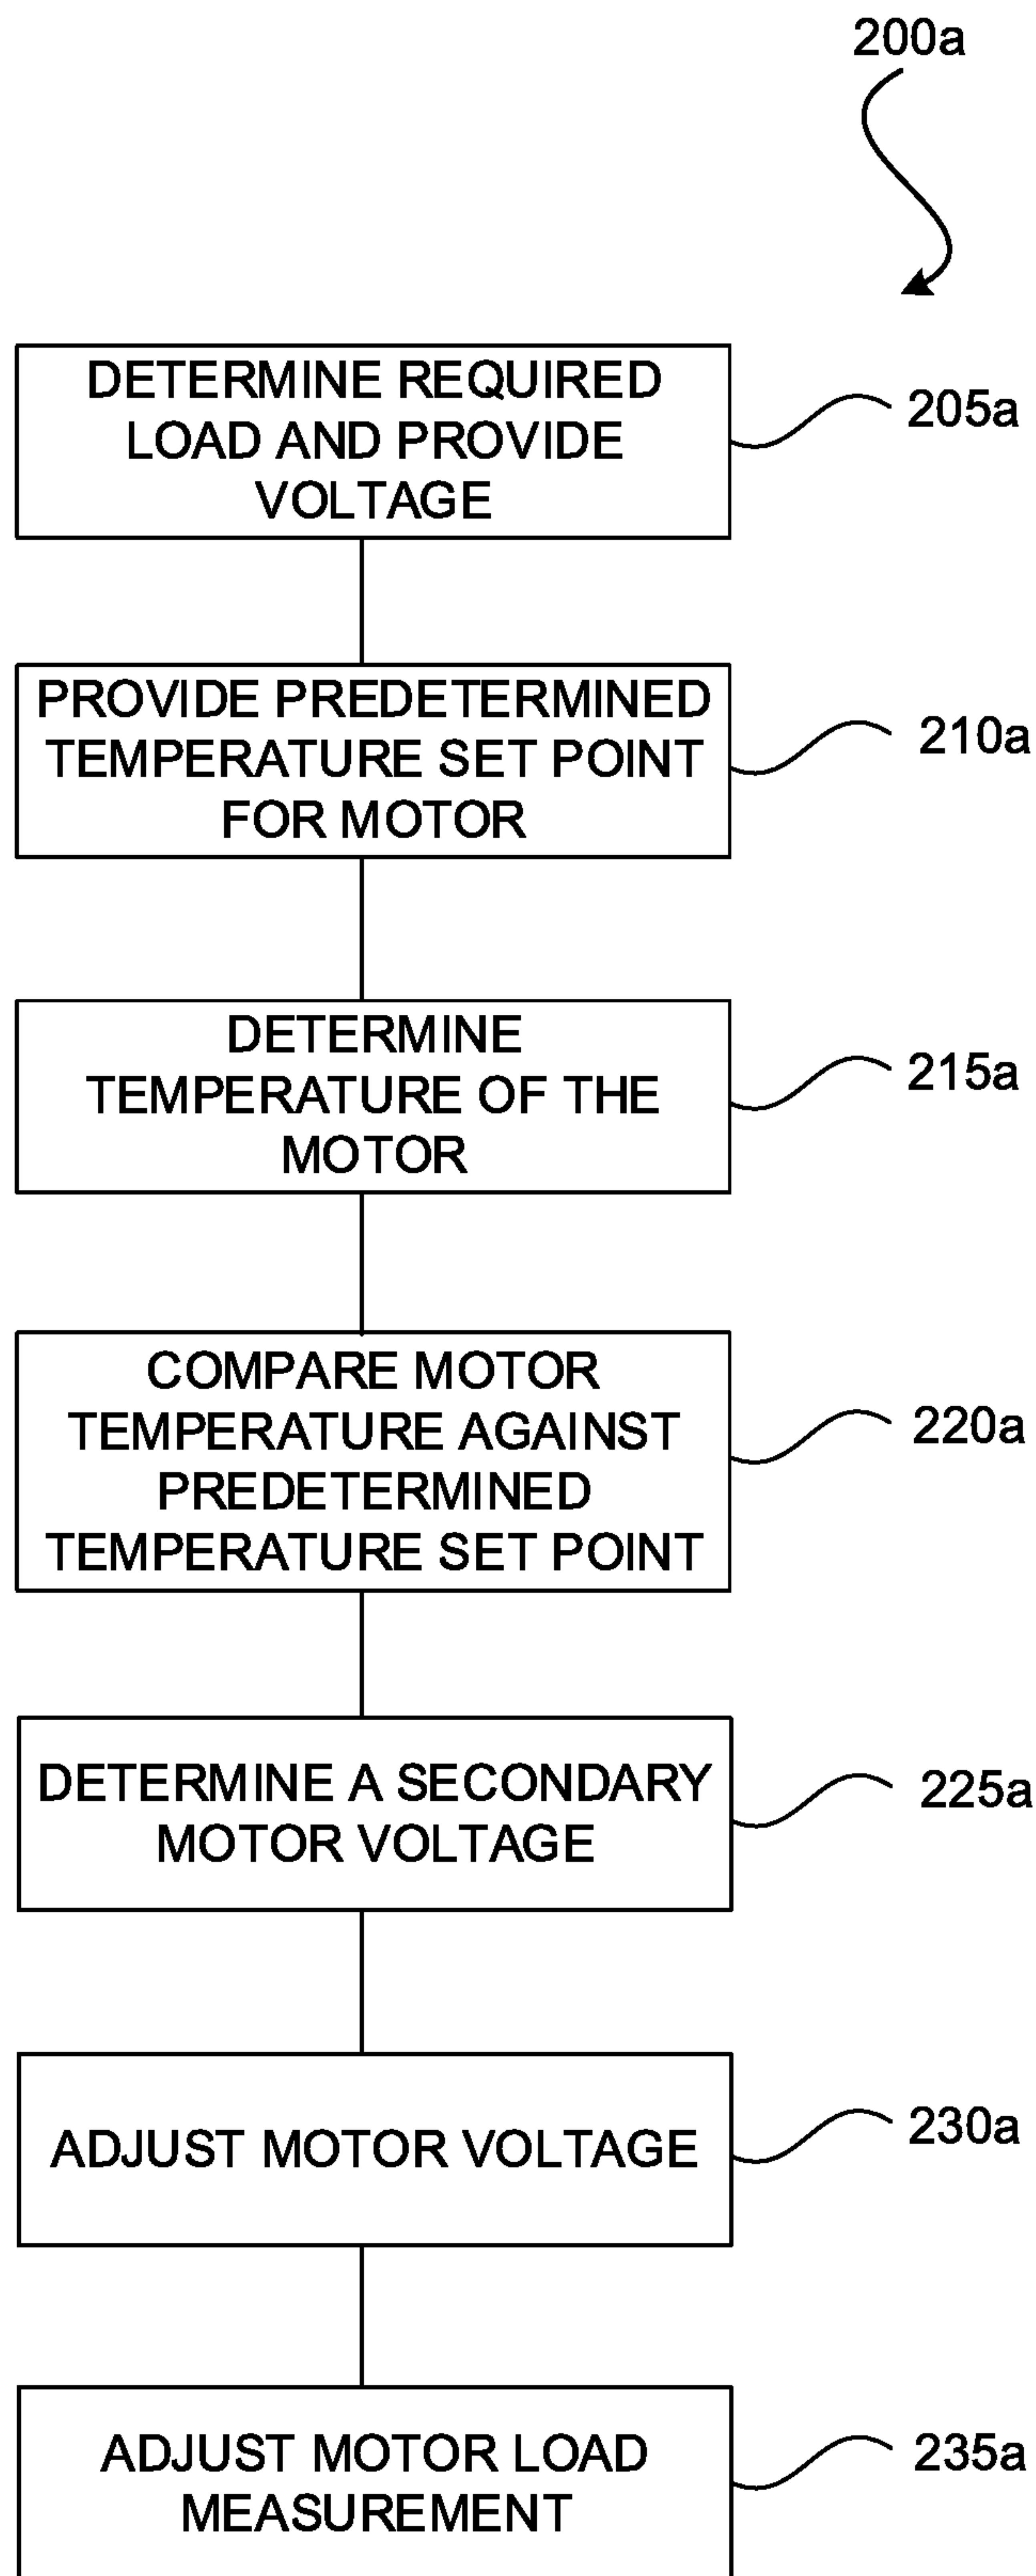 200a
DETERMINE REQUIRED
LOAD AND PROVIDE
VOLTAGE
205a
PROVIDE PREDETERMINED
TEMPERATURE SET POINT
FOR MOTOR
210a
DETERMINE
TEMPERATURE OF THE
MOTOR
215a
COMPARE MOTOR
TEMPERATURE AGAINST
PREDETERMINED
TEMPERATURE SET POINT
220a
DETERMINE A SECONDARY
MOTOR VOLTAGE
225a
ADJUST MOTOR VOLTAGE
230a
ADJUST MOTOR LOAD
MEASUREMENT
235a